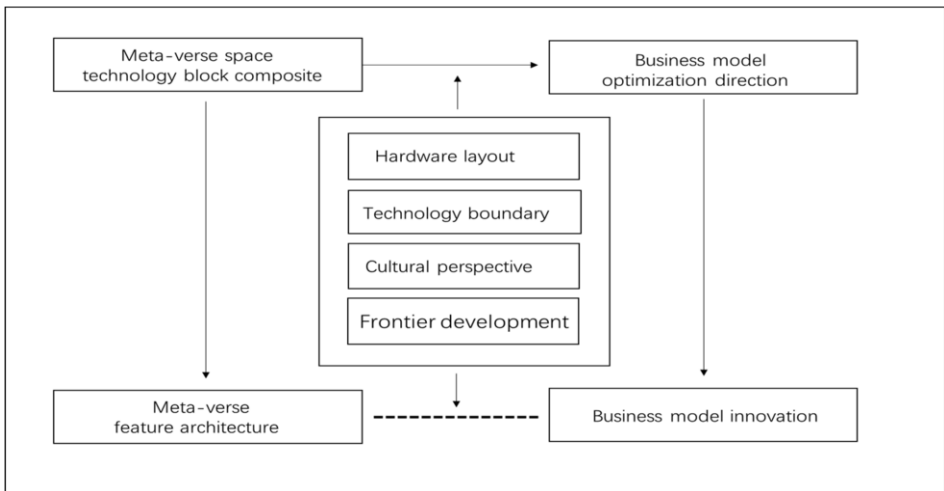 Meta-verse space
technology block composite
Business model
optimization direction
Hardware layout
Technology boundary
Cultural perspective
Frontier development
Meta-verse
feature architecture
Business model innovation